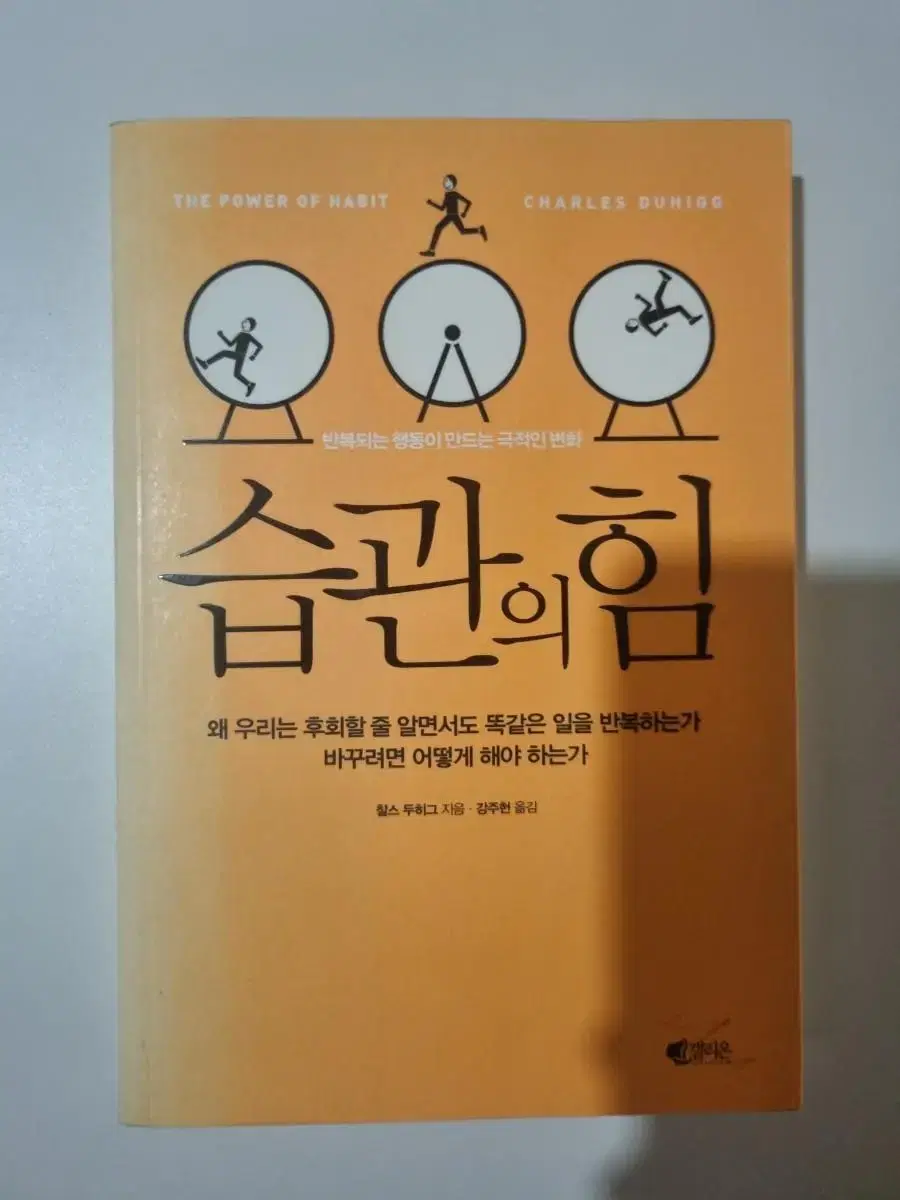 THE POWER OF HABIT
CHARLES DUHIGG
반복되는 행동이 만드는 극적인 변화
습관의 힘
왜 우리는 후회할 줄 알면서도 똑같은 일을 반복하는가
바꾸려면 어떻게 해야 하는가
찰스 두히그 지음 · 강주헌 옮김
갤리온